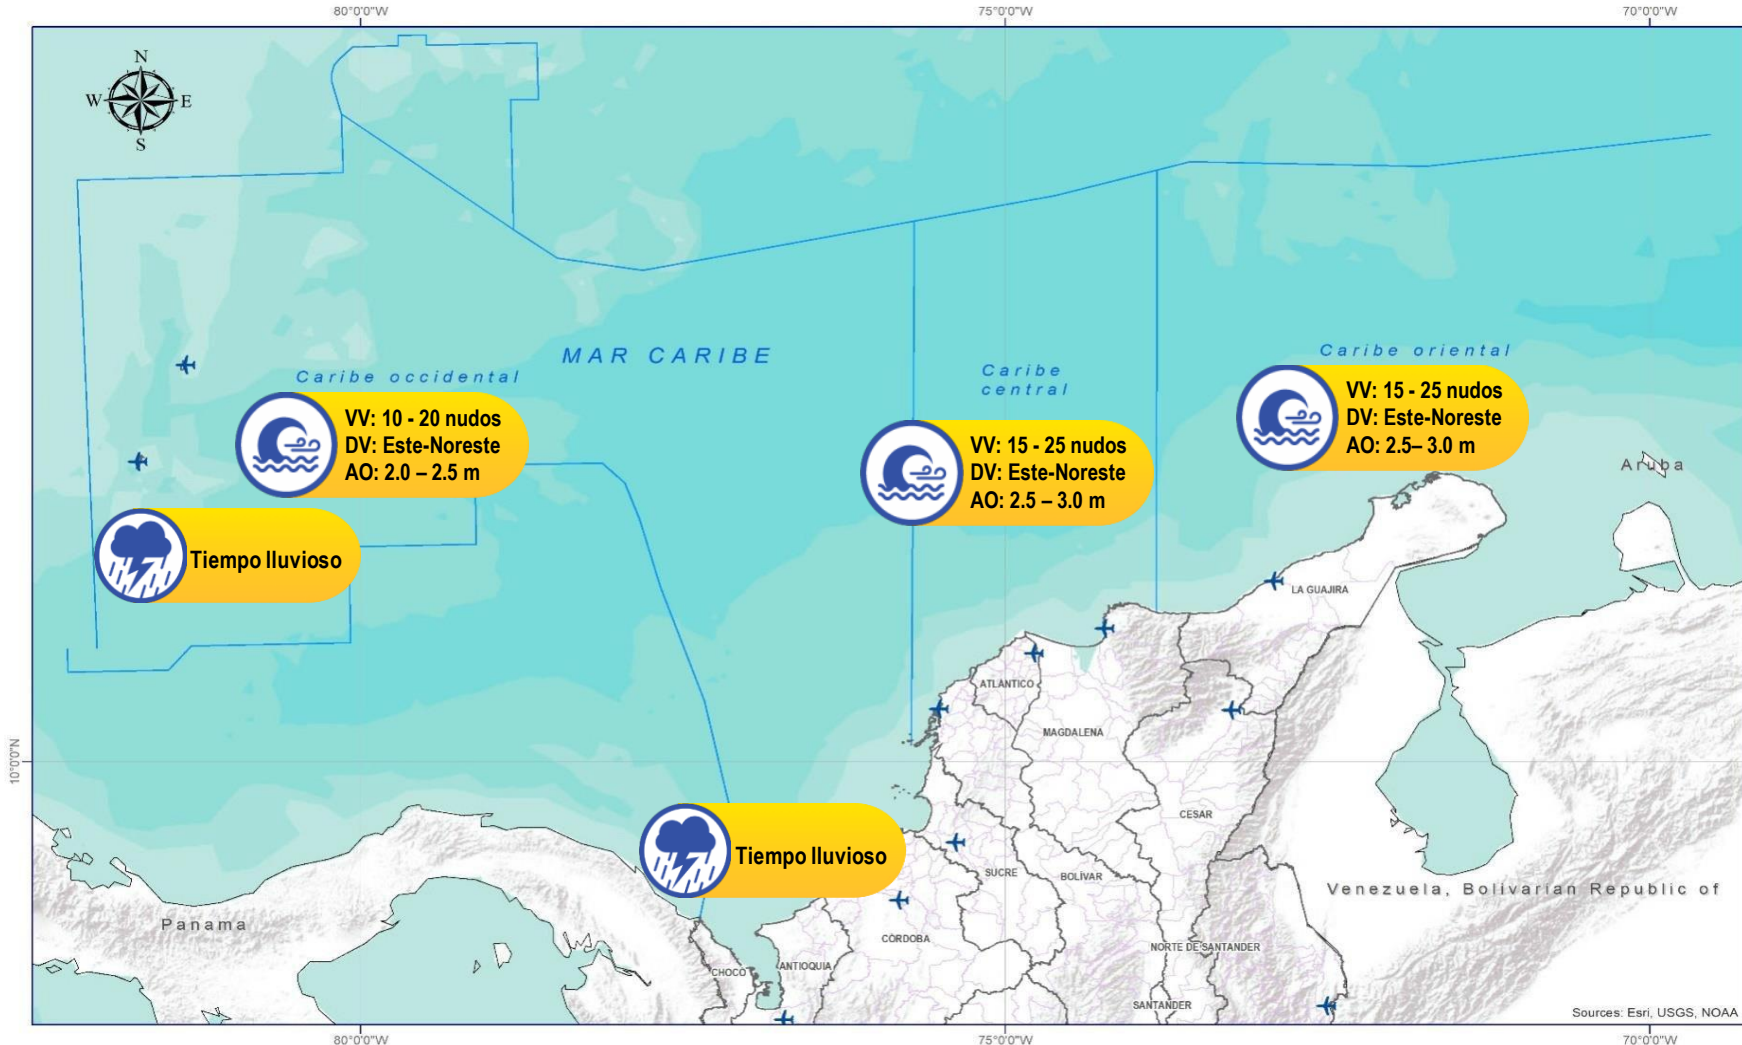 80°0'0"W
75°0'0"W
70°0'0"W
N
W
E
S
MAR CARIBE
Caribe occidental
VV: 10 - 20 nudos
DV: Este-Noreste
AO: 2.0 – 2.5 m
Caribe
central
VV: 15 - 25 nudos
DV: Este-Noreste
AO: 2.5 – 3.0 m
Caribe oriental
VV: 15 - 25 nudos
DV: Este-Noreste
AO: 2.5– 3.0 m
Aruba
Tiempo lluvioso
LA GUAJIRA
ATLÁNTICO
MAGDALENA
10°0'0"N
CESAR
Tiempo lluvioso
SUCRE
BOLÍVAR
Venezuela, Bolivarian Republic of
Panama
CÓRDOBA
NORTE DE SANTANDER
CHOCÓ
ANTIOQUIA
SANTANDER
Sources: Esri, USGS, NOAA
80°0'0"W
75°0'0"W
70°0'0"W